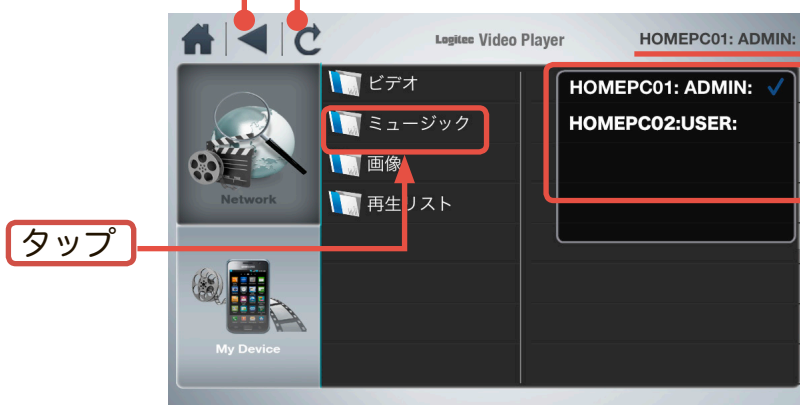 Logitec Video Player
HOMEPC01: ADMIN:
ビデオ
ミュージック
画像
再生リスト
HOMEPC01: ADMIN:
HOMEPC02:USER:
Network
タップ
My Device